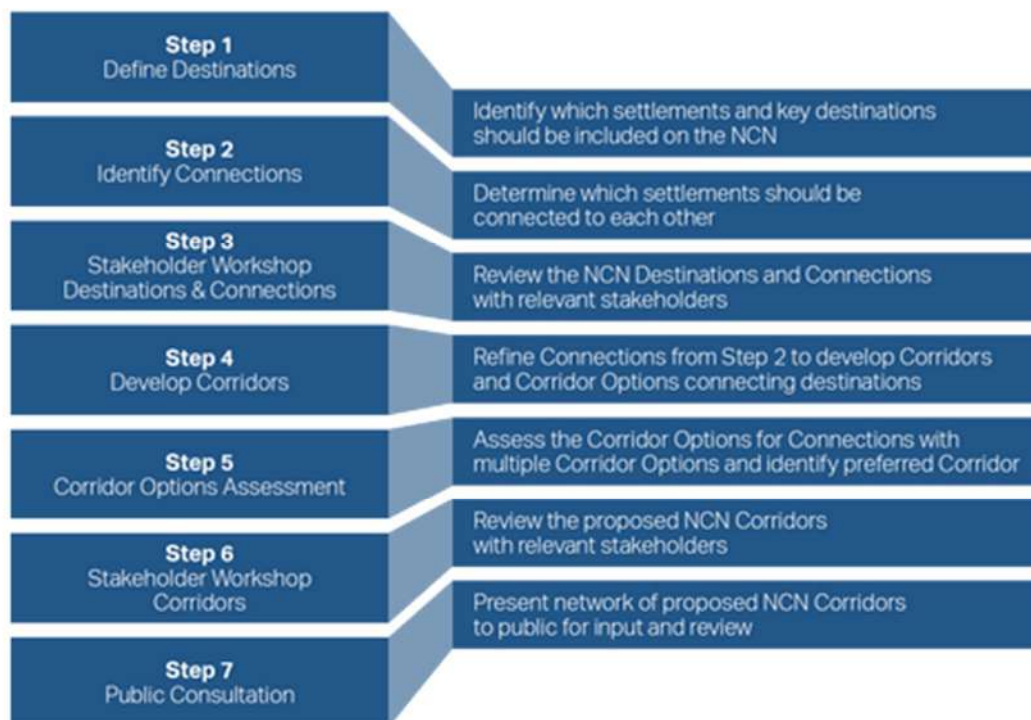 Step 1
Define Destinations
Identify which settlements and key destinations
should be included on the NCN
Step 2
Identify Connections
Determine which settlements should be
connected to each other
Step 3
Stakeholder Workshop
Destinations & Connections
Review the NCN Destinations and Connections
with relevant stakeholders
Step 4
Develop Corridors
Refine Connections from Step 2 to develop Corridors
and Corridor Options connecting destinations
Step 5
Corridor Options Assessment
Assess the Corridor Options for Connections with
multiple Corridor Options and identify preferred Corridor
Step 6
Stakeholder Workshop
Corridors
Review the proposed NCN Corridors
with relevant stakeholders
Step 7
Public Consultation
Present network of proposed NCN Corridors
to public for input and review